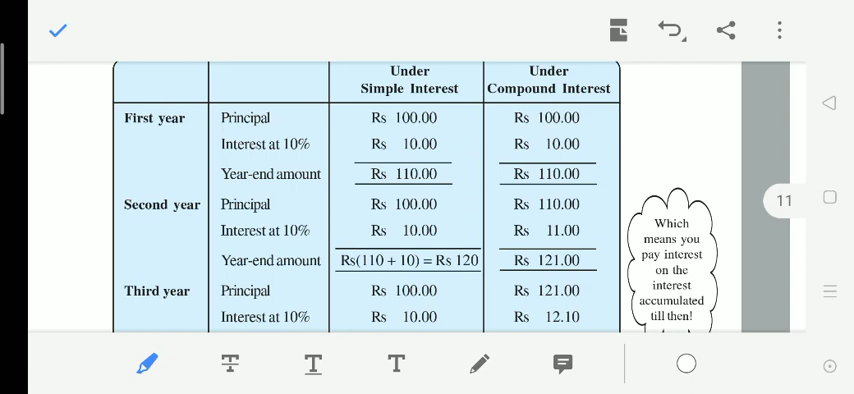 Under Under
Simple Interest Compound Interest
First year Principal Rs 100.00 Rs 100.00
Interest at 10% Rs 10.00 Rs 10.00
Year-end amount Rs 110.00 Rs 110.00
Second year Principal Rs 100.00 Rs 110.00
Interest at 10% Rs 10.00 Rs 11.00
Year-end amount Rs(110 + 10) = Rs 120 Rs 121.00
Third year Principal Rs 100.00 Rs 121.00
Interest at 10% Rs 10.00 Rs 12.10
Which
means you
pay interest
on the
interest
accumulated
till then!
11
T T T